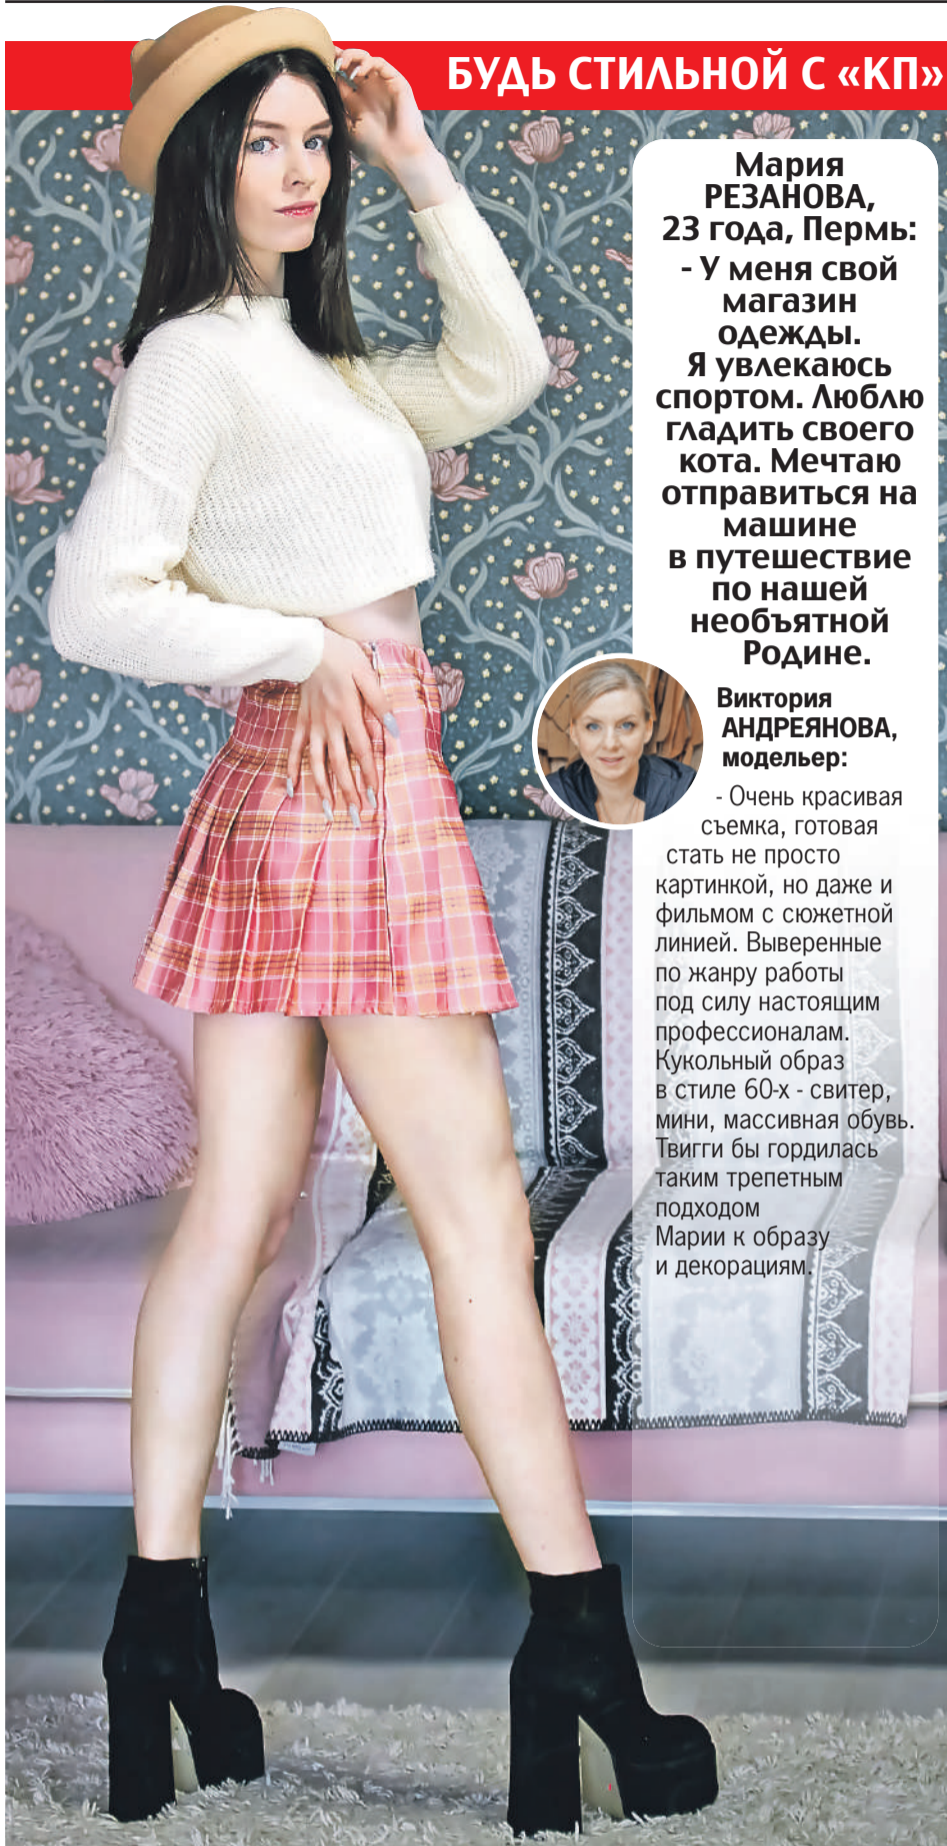 БУДЬ СТИЛЬНОЙ С «КП»
Мария
РЕЗАНОВА,
23 года, Пермь:
- У меня свой
магазин
одежды.
Я увлекаюсь
спортом. Люблю
гладить своего
кота. Мечтаю
отправиться на
машине
в путешествие
по нашей
необъятной
Родине.
Виктория
АНДРЕЯНОВА,
модельер:
- Очень красивая
съемка, готовая
стать не просто
картинкой, но даже и
фильмом с сюжетной
линией. Выверенные
по жанру работы
под силу настоящим
профессионалам.
Кукольный образ
в стиле 60-х - свитер,
мини, массивная обувь.
Твигги бы гордилась
таким трепетным
подходом
Марии к образу
и декорациям.